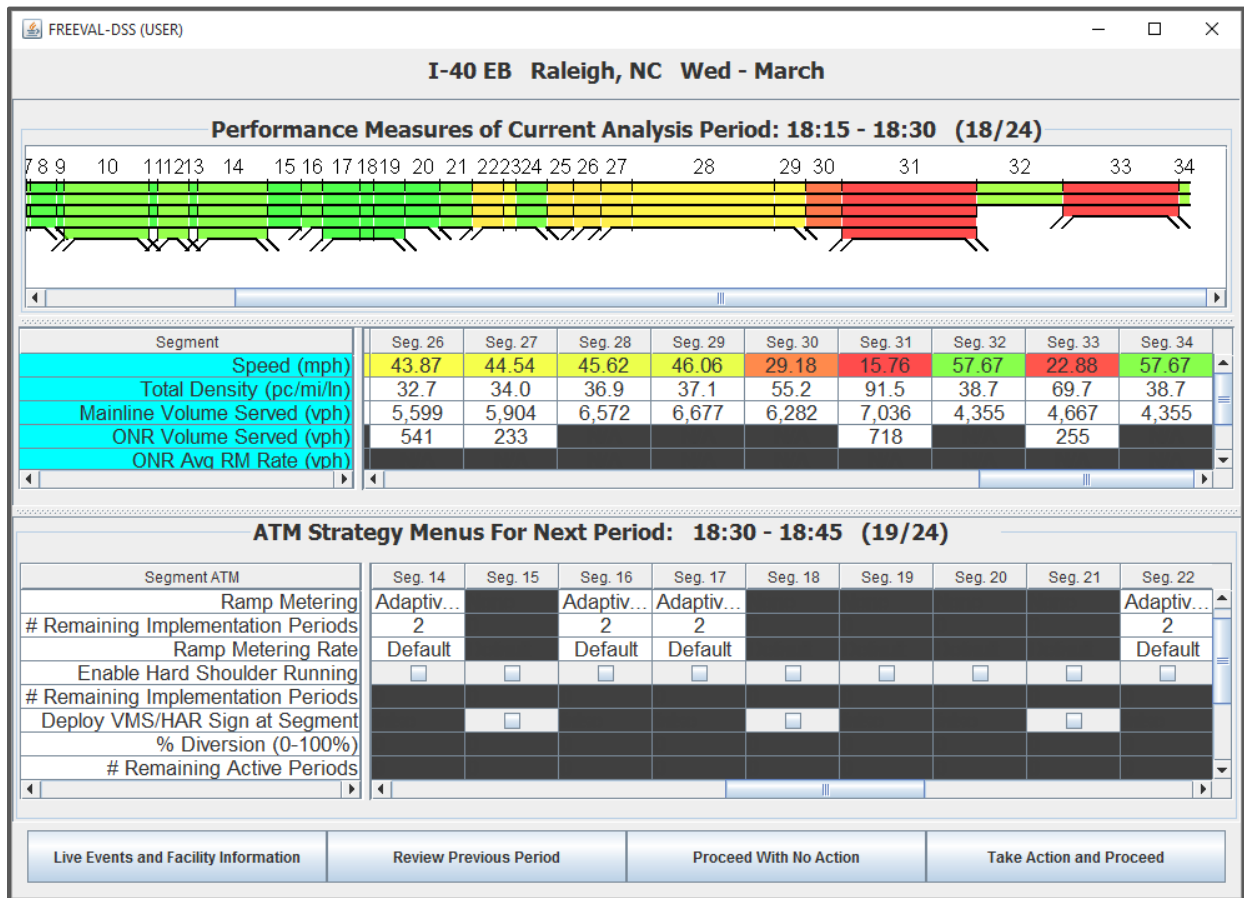 FREEVAL-DSS (USER)
I-40 EB Raleigh, NC Wed - March
Performance Measures of Current Analysis Period: 18:15 - 18:30 (18/24)
7 8 9 10 11 12 13 14 15 16 17 18 19 20 21 22 23 24 25 26 27 28 29 30 31 32 33 34
Segment Seg. 26 Seg. 27 Seg. 28 Seg. 29 Seg. 30 Seg. 31 Seg. 32 Seg. 33 Seg. 34
Speed (mph) 43.87 44.54 45.62 46.06 29.18 15.76 57.67 22.88 57.67
Total Density (pc/mi/ln) 32.7 34.0 36.9 37.1 55.2 91.5 38.7 69.7 38.7
Mainline Volume Served (vph) 5,599 5,904 6,572 6,677 6,282 7,036 4,355 4,667 4,355
ONR Volume Served (vph) 541 233 718 255
ONR Avg RM Rate (vph)
ATM Strategy Menus For Next Period: 18:30 - 18:45 (19/24)
Segment ATM Seg. 14 Seg. 15 Seg. 16 Seg. 17 Seg. 18 Seg. 19 Seg. 20 Seg. 21 Seg. 22
Ramp Metering Adaptiv... Adaptiv... Adaptiv... Adaptiv...
# Remaining Implementation Periods 2 2 2 2
Ramp Metering Rate Default Default Default Default
Enable Hard Shoulder Running
# Remaining Implementation Periods
Deploy VMS/HAR Sign at Segment
% Diversion (0-100%)
# Remaining Active Periods
Live Events and Facility Information Review Previous Period Proceed With No Action Take Action and Proceed